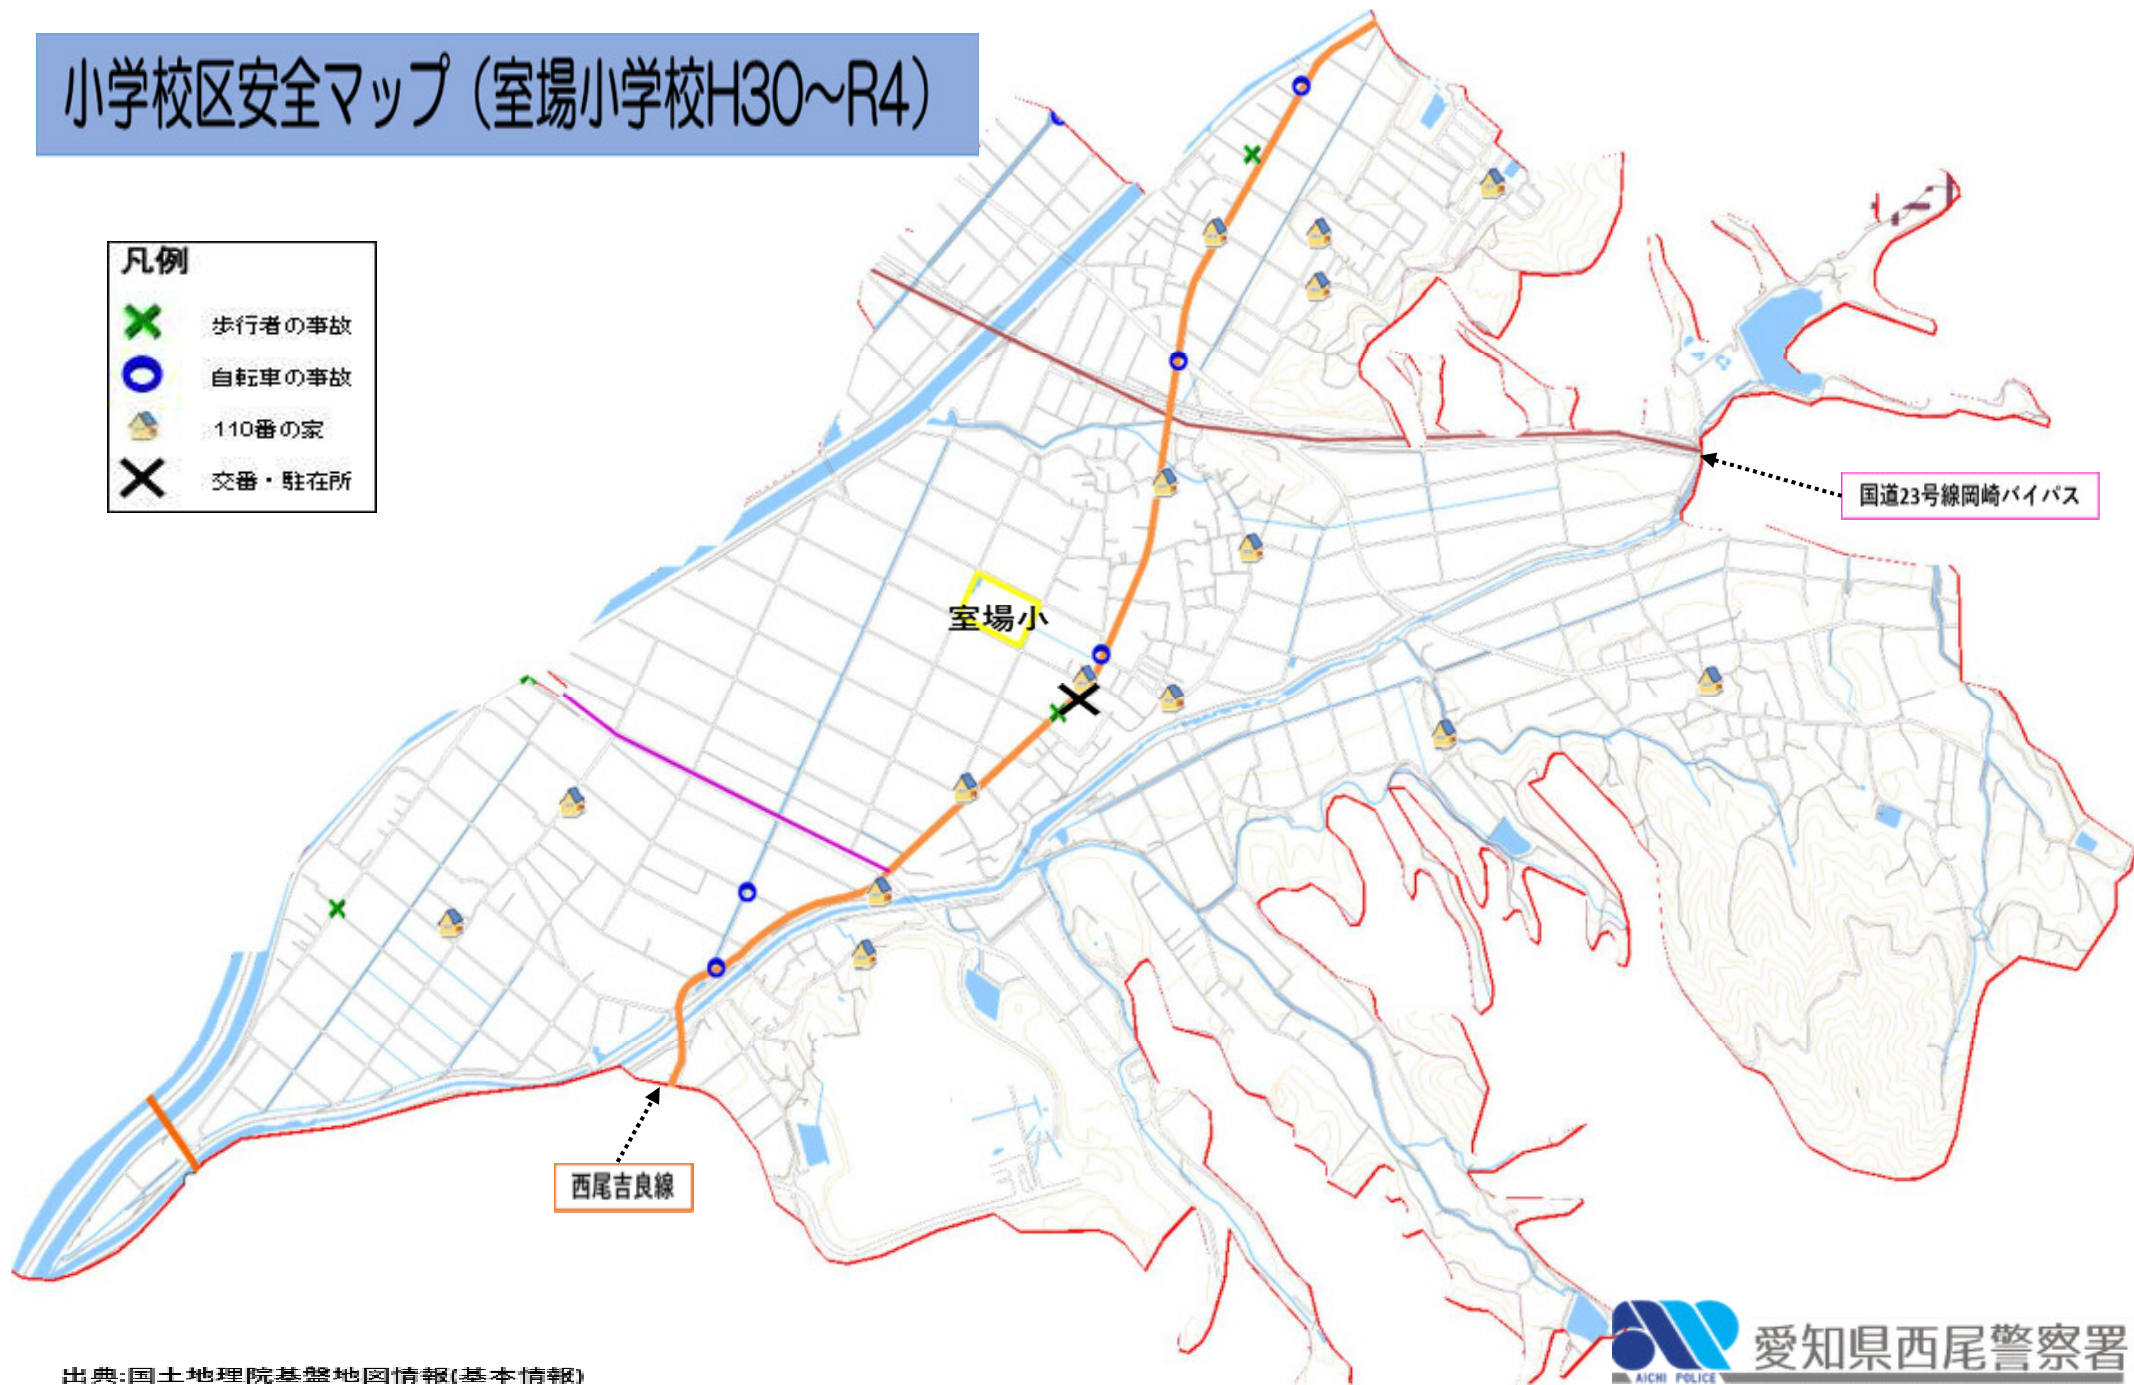 小学校区安全マップ（室場小学校H30～R4）
凡例
歩行者の事故
自転車の事故
110番の家
交番・駐在所
国道23号線岡崎バイパス
室場小
西尾吉良線
愛知県西尾警察署
AICHI POLICE
出典:国土地理院基盤地図情報(基本情報)